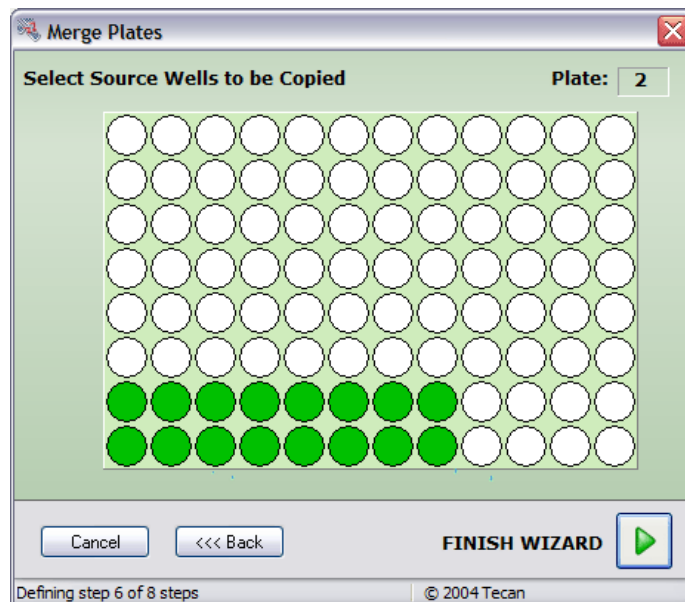 Merge Plates
Select Source Wells to be Copied Plate: 2
Cancel <<< Back FINISH WIZARD
Defining step 6 of 8 steps © 2004 Tecan